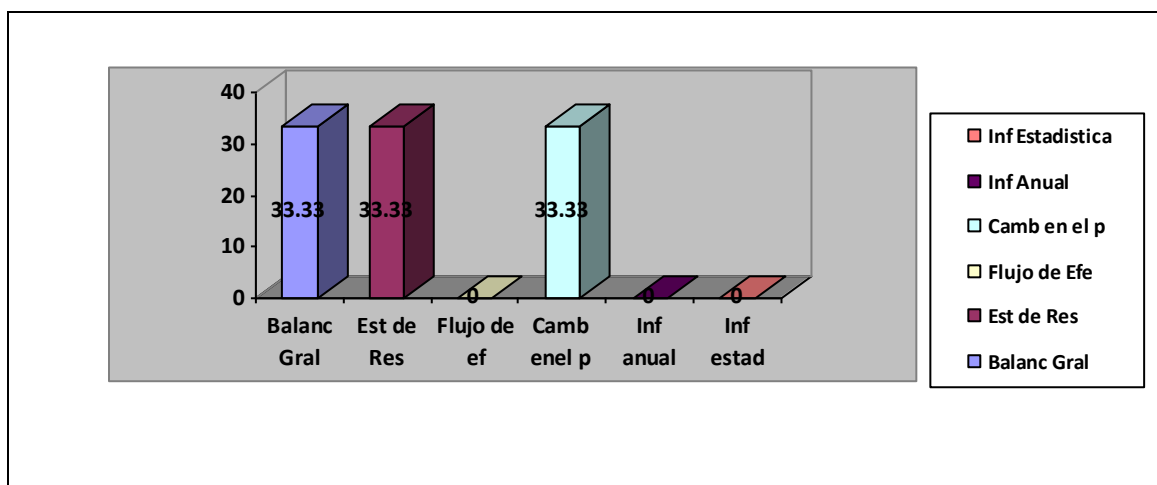 40
30
20
10
0
33.33
33.33
0
33.33
0
0
Balanc Gral
Est de Res
Flujo de ef
Camb enel p
Inf anual
Inf estad
Inf Estadistica
Inf Anual
Camb en el p
Flujo de Efe
Est de Res
Balanc Gral